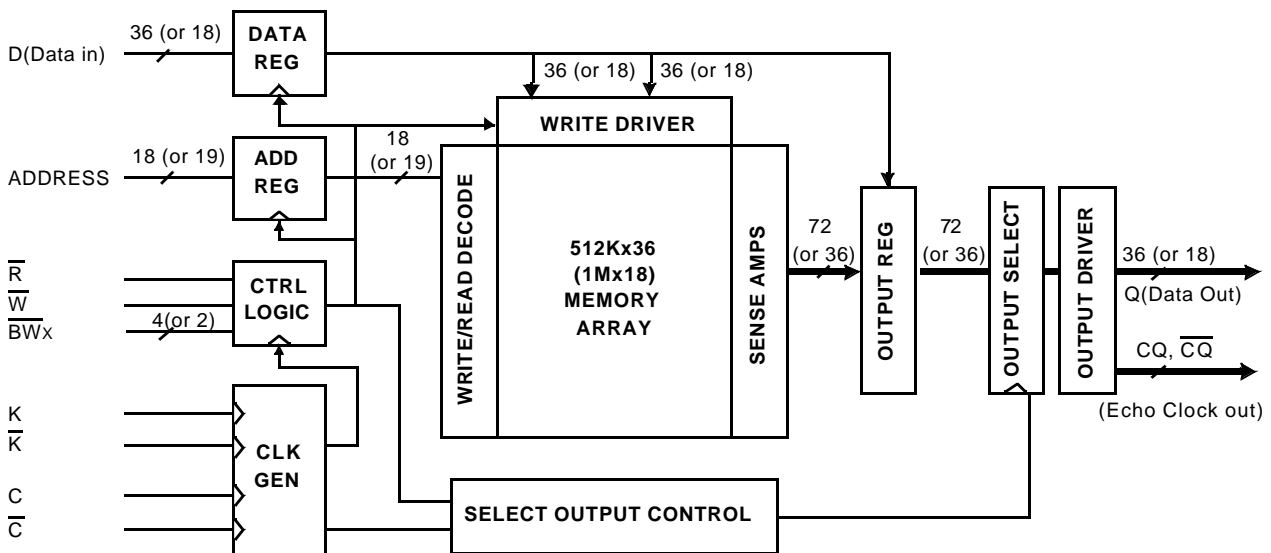 36 (or 18)
D(Data in)
DATA
REG
36 (or 18)
36 (or 18)
WRITE DRIVER
18 (or 19)
ADDRESS
ADD
REG
18
(or 19)
WRITE/READ DECODE
512Kx36
(1Mx18)
MEMORY
ARRAY
SENSE AMPS
72
(or 36)
OUTPUT REG
72
(or 36)
OUTPUT SELECT
OUTPUT DRIVER
36 (or 18)
Q(Data Out)
CQ, C̅Q̅
(Echo Clock out)
R̅
W̅
B̅W̅X
4(or 2)
CTRL
LOGIC
K
K̅
C
C̅
CLK
GEN
SELECT OUTPUT CONTROL